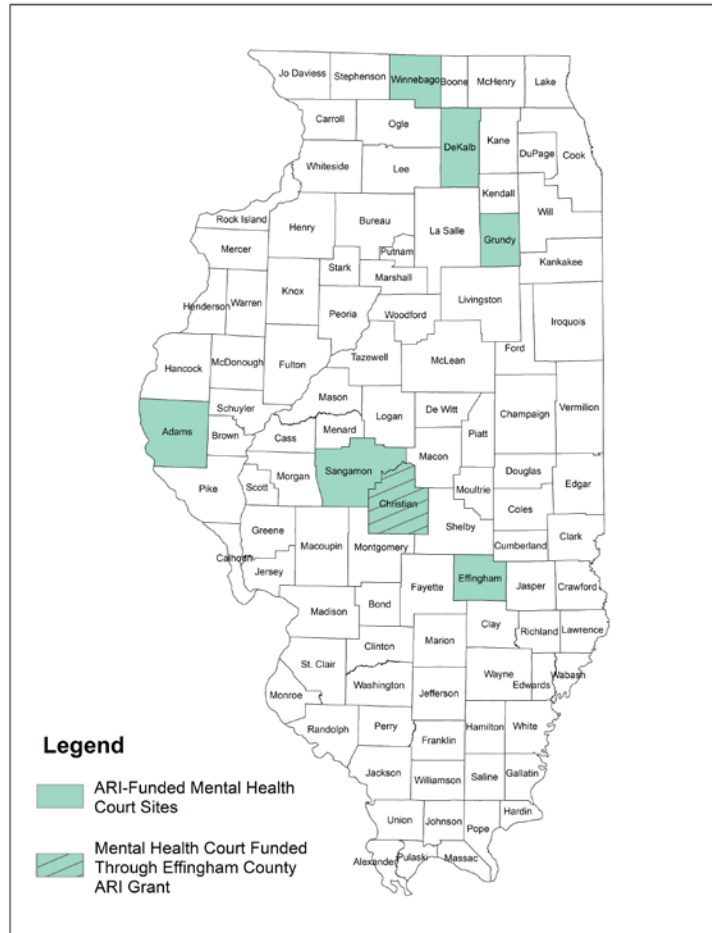 Jo Daviess
Stephenson
Winnebago
Boone
McHenry
Lake
Carroll
Ogle
DeKalb
Kane
DuPage
Cook
Whiteside
Lee
Kendall
Will
Rock Island
Henry
Bureau
La Salle
Grundy
Mercer
Putnam
Kankakee
Stark
Marshall
Henderson
Warren
Knox
Peoria
Woodford
Livingston
Iroquois
Ford
Tazewell
McLean
Hancock
McDonough
Fulton
Mason
Schuyler
Logan
De Witt
Champaign
Vermilion
Adams
Brown
Cass
Menard
Piatt
Macon
Sangamon
Douglas
Edgar
Pike
Scott
Morgan
Moultrie
Christian
Coles
Shelby
Greene
Macoupin
Montgomery
Cumberland
Clark
Calhoun
Jersey
Fayette
Effingham
Jasper
Crawford
Madison
Bond
Clay
Richland
Lawrence
Clinton
Marion
St. Clair
Wayne
Edwards
Wabash
Washington
Jefferson
Monroe
Randolph
Perry
Hamilton
White
Franklin
Jackson
Williamson
Saline
Gallatin
Hardin
Union
Johnson
Pope
Alexander
Pulaski
Massac
Legend
ARI-Funded Mental Health
Court Sites
Mental Health Court Funded
Through Effingham County
ARI Grant